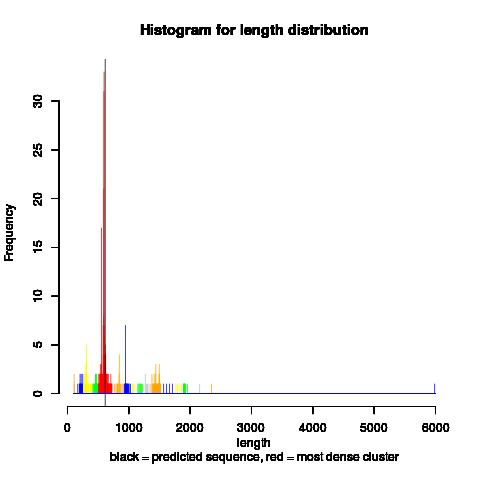 Histogram for length distribution
Frequency
30
25
20
15
10
5
0
0 1000 2000 3000 4000 5000 6000
length
black = predicted sequence, red = most dense cluster